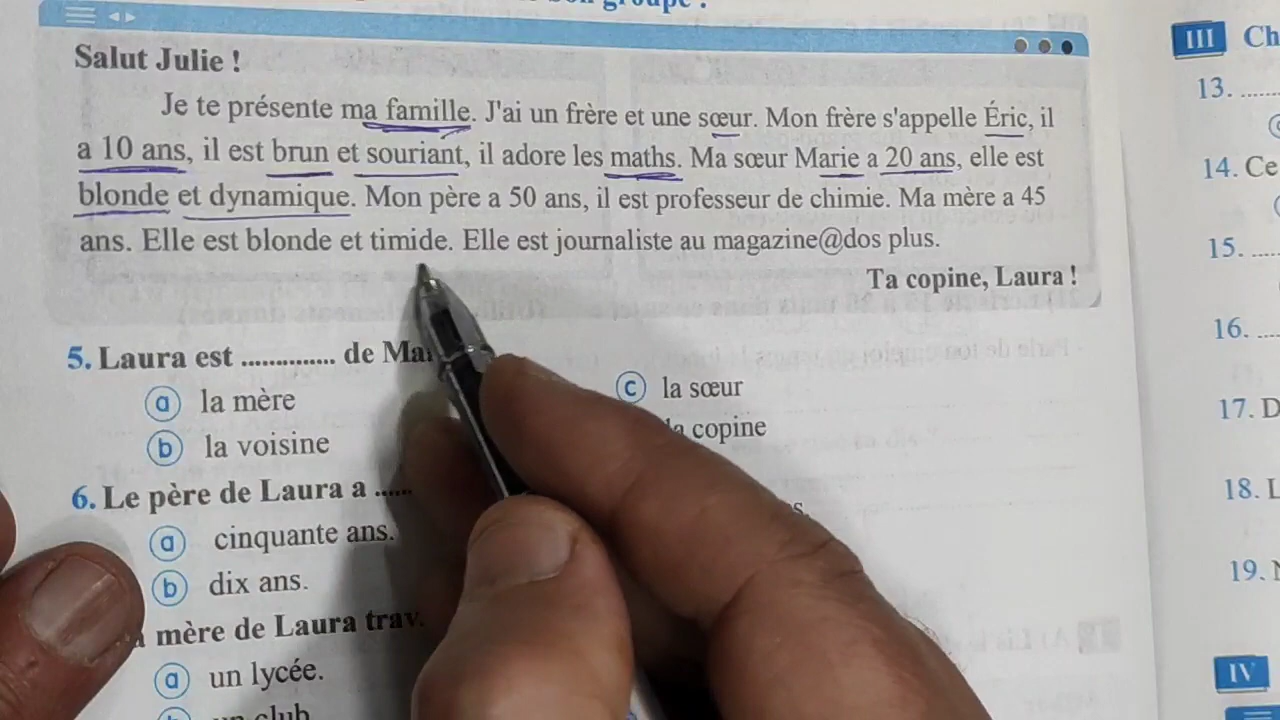 groupe .
Salut Julie !
Je te présente ma famille. J'ai un frère et une sœur. Mon frère s'appelle Éric, il
a 10 ans, il est brun et souriant, il adore les maths. Ma sœur Marie a 20 ans, elle est
blonde et dynamique. Mon père a 50 ans, il est professeur de chimie. Ma mère a 45
ans. Elle est blonde et timide. Elle est journaliste au magazine@dos plus.
Ta copine, Laura !
5. Laura est .............. de
a la mère
b la voisine
c la sœur
copine
6. Le père de Laura a ......
a cinquante ans.
b dix ans.
mère de Laura
a un lycée.
club
III Ch
13. .......
14. Ce
15. .....
16. ....
17. D
18. L
19.
IV